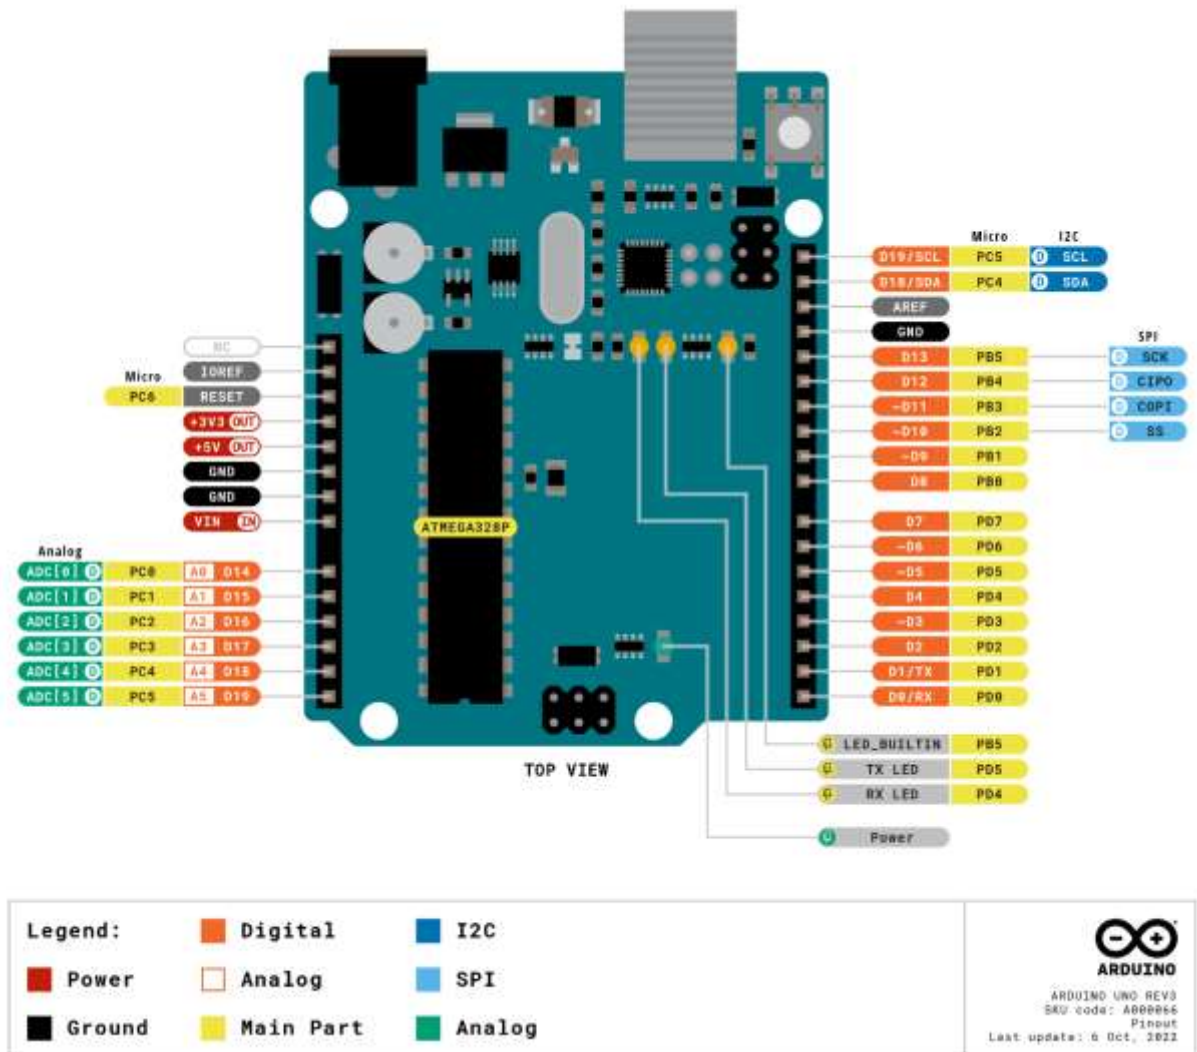 Micro I2C
D19/SCL PC5 D SCL
D18/SDA PC4 D SDA
AREF
GND
SPI
D13 PB5 D SCK
D12 PB4 D CIPO
~D11 PB3 D COPI
~D10 PB2 D SS
~D9 PB1
D8 PB0
D7 PD7
~D6 PD6
~D5 PD5
D4 PD4
~D3 PD3
D2 PD2
D1/TX PD1
D0/RX PD0
NC
IOREF
Micro
PC6 RESET
+3V3 OUT
+5V OUT
GND
GND
VIN IN
Analog
ADC[0] D PC0 A0 D14
ADC[1] D PC1 A1 D15
ADC[2] D PC2 A2 D16
ADC[3] D PC3 A3 D17
ADC[4] D PC4 A4 D18
ADC[5] D PC5 A5 D19
ATMEGA328P
LED_BUILTIN PB5
TX LED PD5
RX LED PD4
Power
TOP VIEW
Legend:
Power
Ground
Digital
Analog
Main Part
I2C
SPI
Analog
ARDUINO
ARDUINO UNO REV3
SKU code: A000066
Pinout
Last update: 6 Oct, 2022